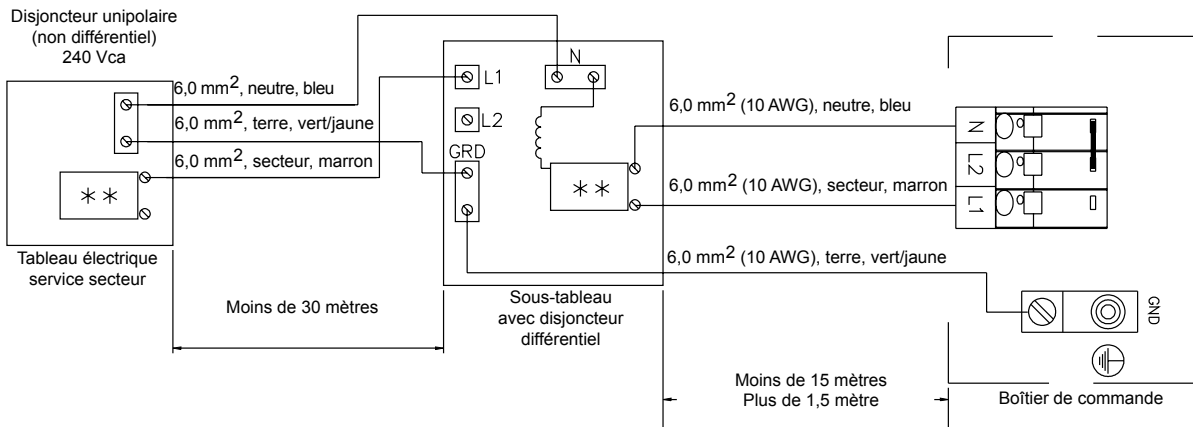 Disjoncteur unipolaire
(non différentiel)
240 Vca
6,0 mm², neutre, bleu
6,0 mm², terre, vert/jaune
6,0 mm², secteur, marron
**
Tableau électrique
service secteur
Moins de 30 mètres
N
L1
L2
GRD
**
Sous-tableau
avec disjoncteur
différentiel
6,0 mm² (10 AWG), neutre, bleu
6,0 mm² (10 AWG), secteur, marron
6,0 mm² (10 AWG), terre, vert/jaune
Moins de 15 mètres
Plus de 1,5 mètre
N
L2
L1
GND
Boîtier de commande